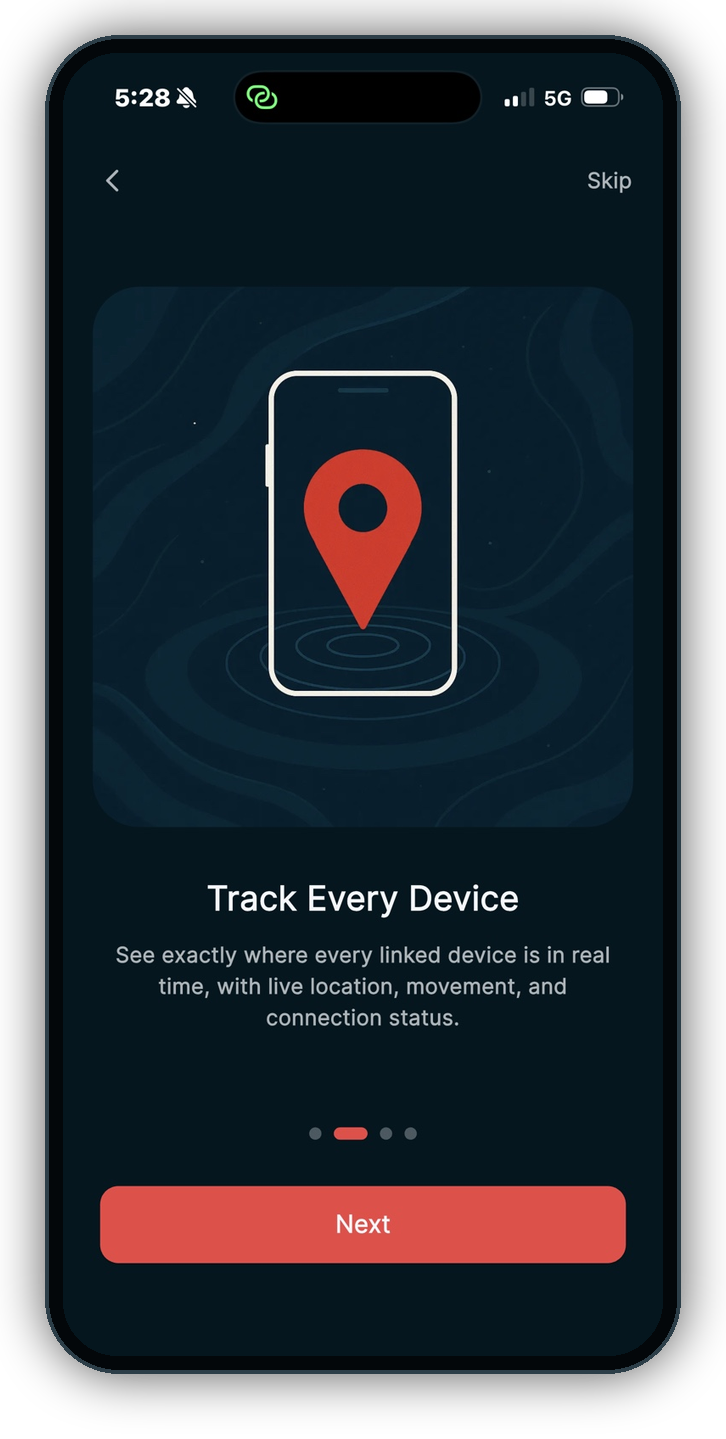 5:28
5G
Skip
Track Every Device
See exactly where every linked device is in real
time, with live location, movement, and
connection status.
Next